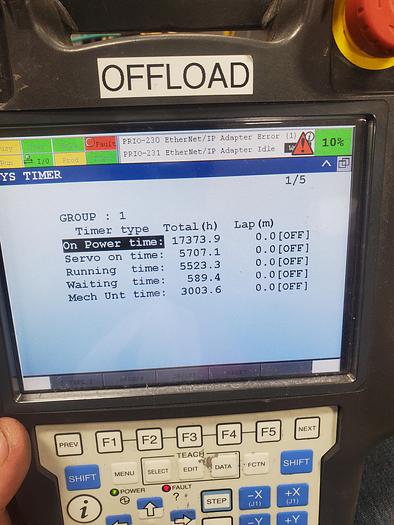 OFFLOAD
Fault PRIO-230 EtherNet/IP Adapter Error (1)
Run I/O Prod PRIO-231 EtherNet/IP Adapter Idle 10%
YS TIMER
1/5
GROUP : 1
Timer type Total(h) Lap(m)
On Power time: 17373.9 0.0[OFF]
Servo on time: 5707.1 0.0[OFF]
Running time: 5523.3 0.0[OFF]
Waiting time: 589.4 0.0[OFF]
Mech Unt time: 3003.6 0.0[OFF]
PREV F1 F2 F3 F4 F5 NEXT
TEACH
SHIFT MENU SELECT EDIT DATA FCTN SHIFT
POWER FAULT
i ? STEP -X (J1) +X (J1)
-Y +Y